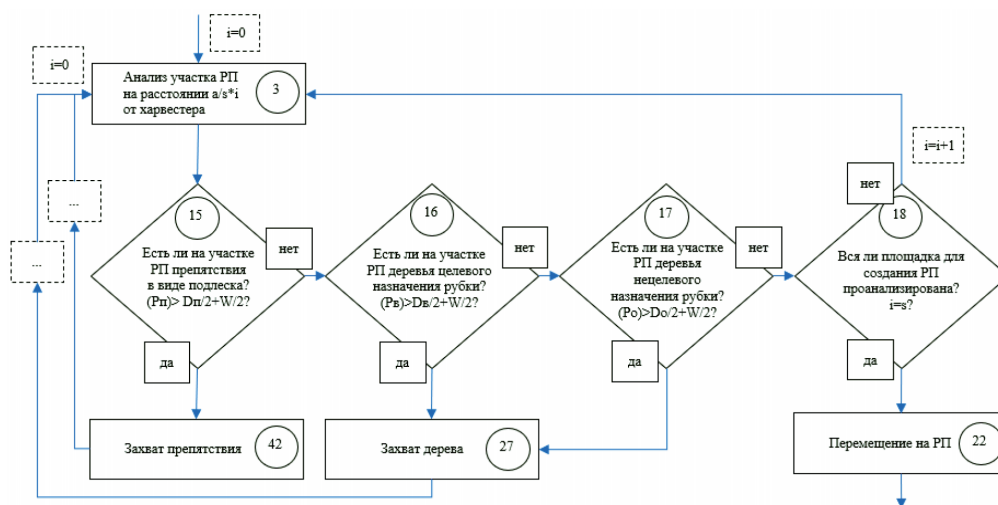 i=0
i=0
Анализ участка РП
на расстоянии a/s*i
от харвестера
3
i=i+1
...
...
15
Есть ли на участке
РП препятствия
в виде подлеска?
(Рп)> Dп/2+W/2?
нет
да
16
Есть ли на участке
РП деревья целевого
назначения рубки?
(Рв)>Dв/2+W/2?
нет
да
17
Есть ли на участке
РП деревья
нецелевого
назначения рубки?
(Ро)>Dо/2+W/2?
нет
да
нет
18
Вся ли площадка для
создания РП
проанализирована?
i=s?
да
Захват препятствия
42
Захват дерева
27
Перемещение на РП
22